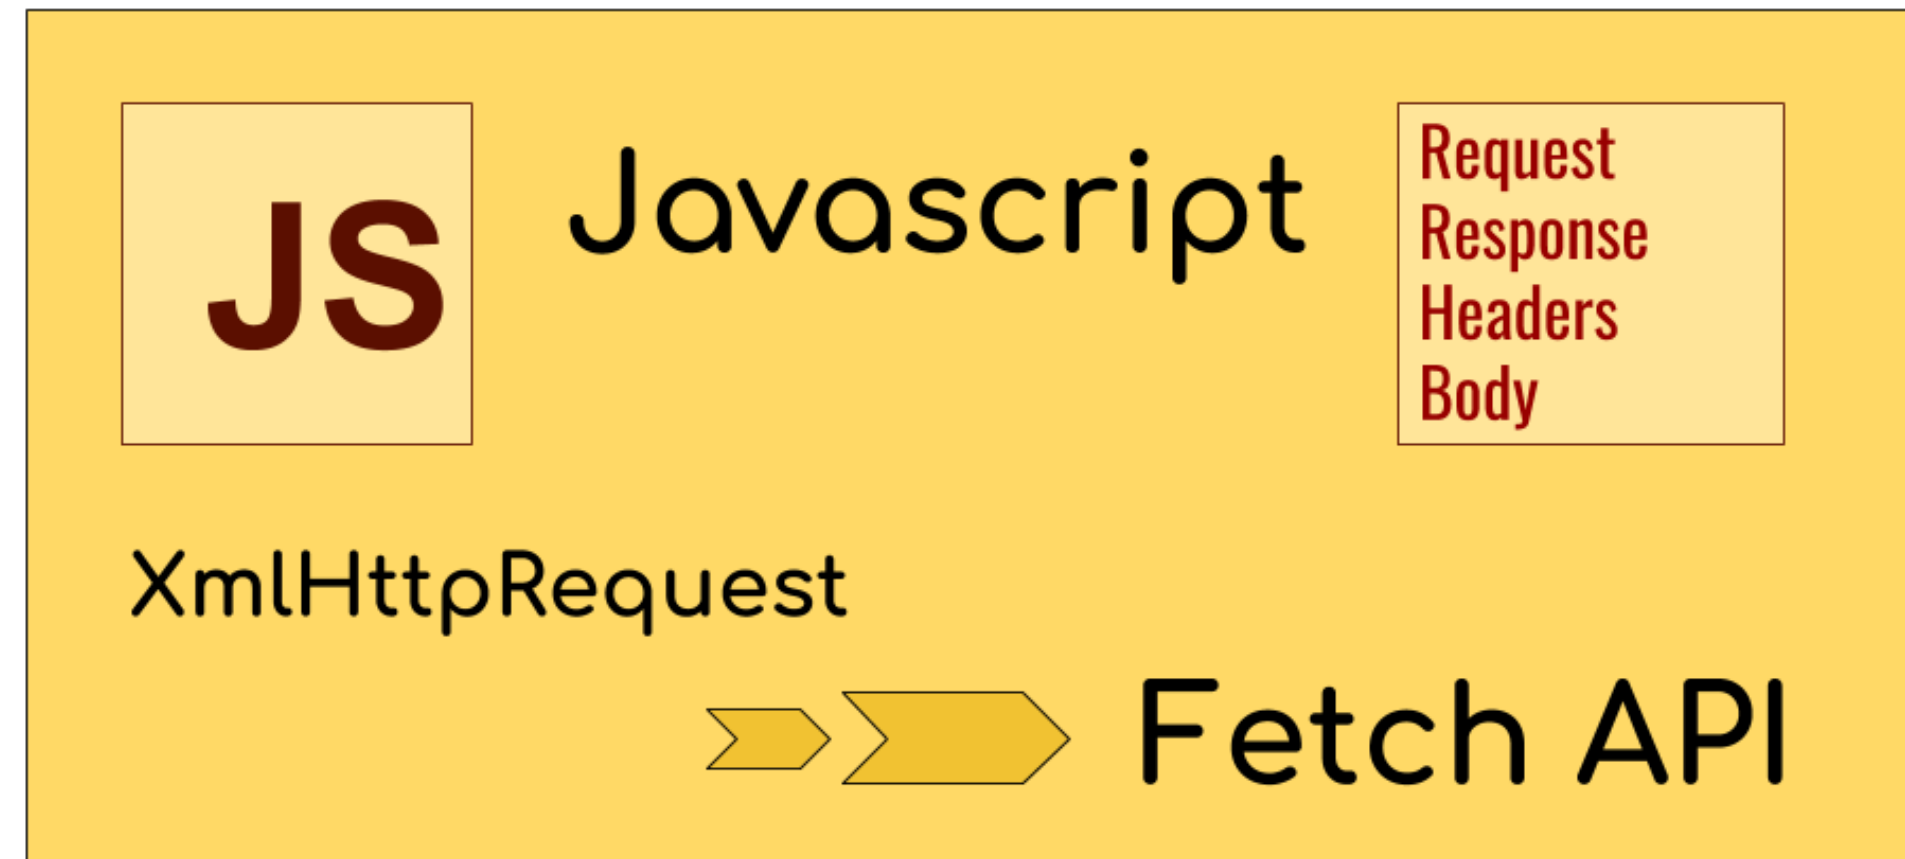 JS
Javascript
Request
Response
Headers
Body
XmlHttpRequest
Fetch API